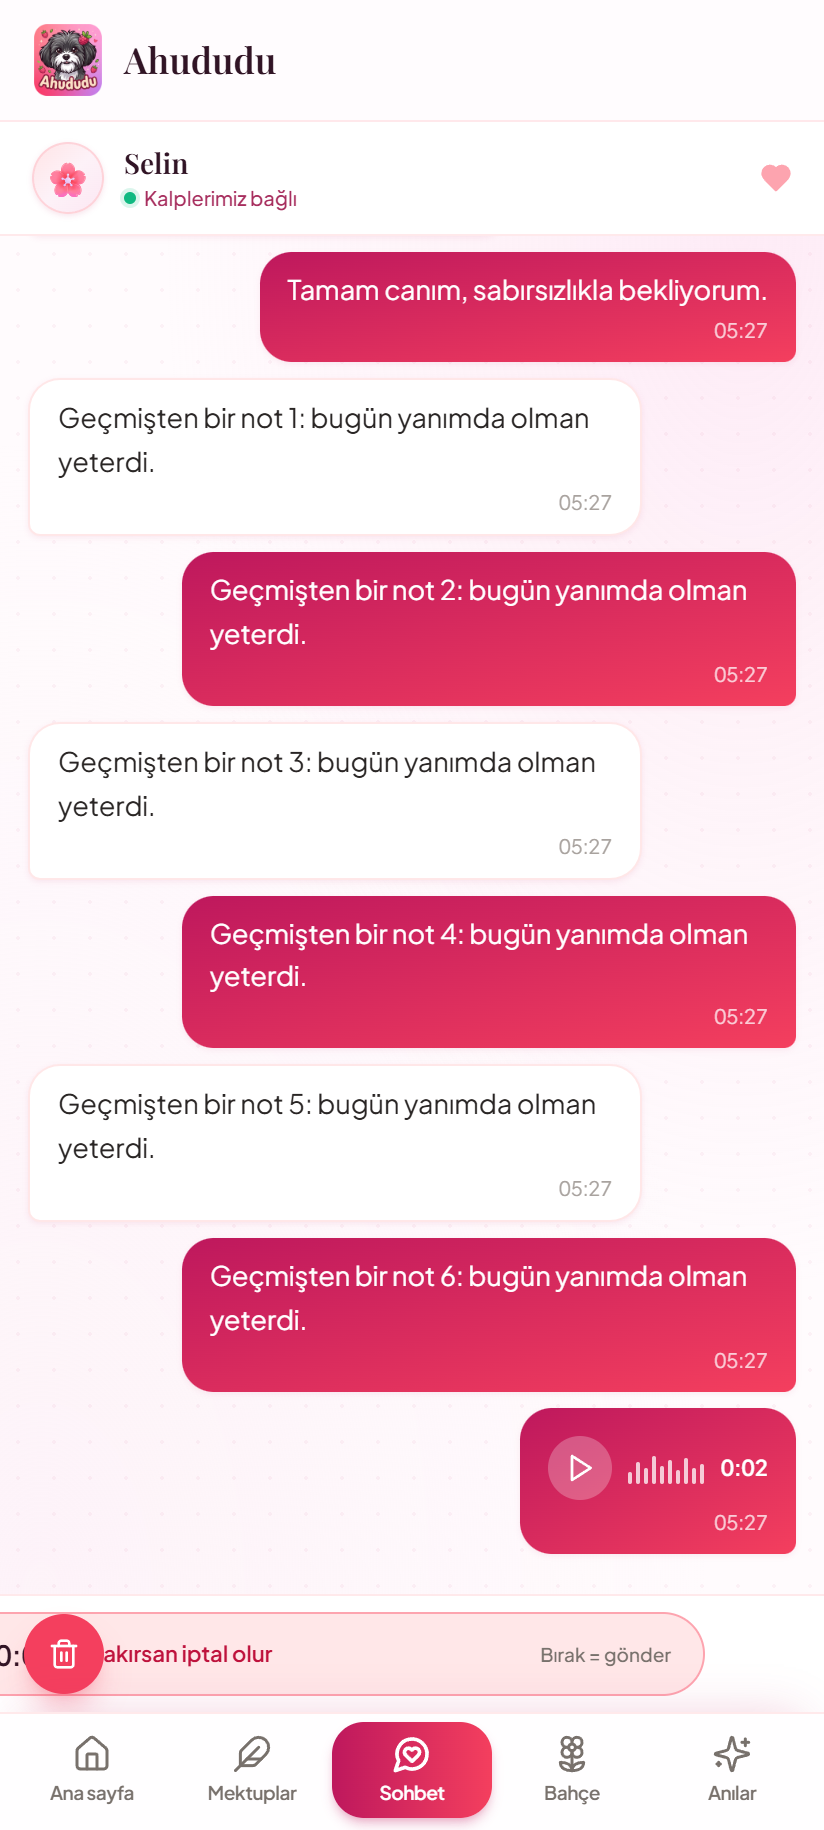 Ahududu
Ahududu
Selin
Kalplerimiz bağlı
Tamam canım, sabırsızlıkla bekliyorum.
05:27
Geçmişten bir not 1: bugün yanımda olman
yeterdi.
05:27
Geçmişten bir not 2: bugün yanımda olman
yeterdi.
05:27
Geçmişten bir not 3: bugün yanımda olman
yeterdi.
05:27
Geçmişten bir not 4: bugün yanımda olman
yeterdi.
05:27
Geçmişten bir not 5: bugün yanımda olman
yeterdi.
05:27
Geçmişten bir not 6: bugün yanımda olman
yeterdi.
05:27
0:02
05:27
akırsan iptal olur Bırak = gönder
Ana sayfa Mektuplar Sohbet Bahçe Anılar